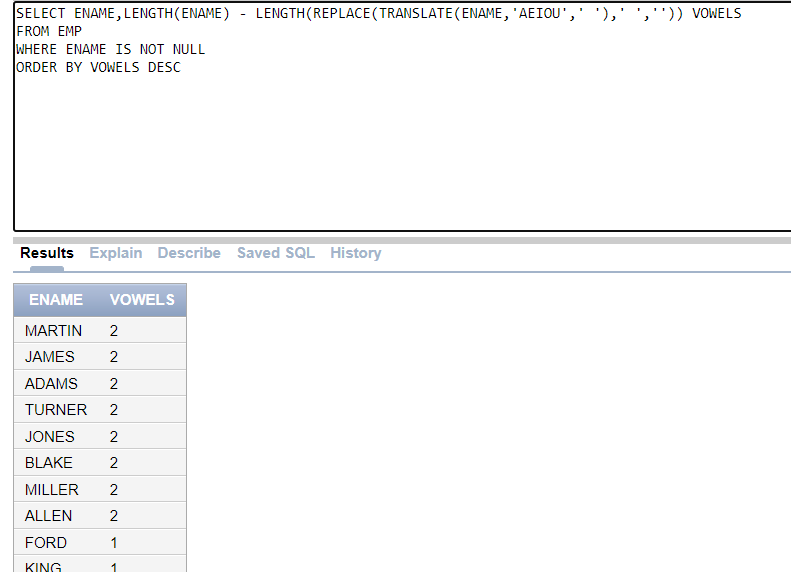 SELECT ENAME,LENGTH(ENAME) - LENGTH(REPLACE(TRANSLATE(ENAME,'AEIOU',' '),' ','')) VOWELS
FROM EMP
WHERE ENAME IS NOT NULL
ORDER BY VOWELS DESC
Results Explain Describe Saved SQL History
ENAME VOWELS
MARTIN 2
JAMES 2
ADAMS 2
TURNER 2
JONES 2
BLAKE 2
MILLER 2
ALLEN 2
FORD 1
KING 1